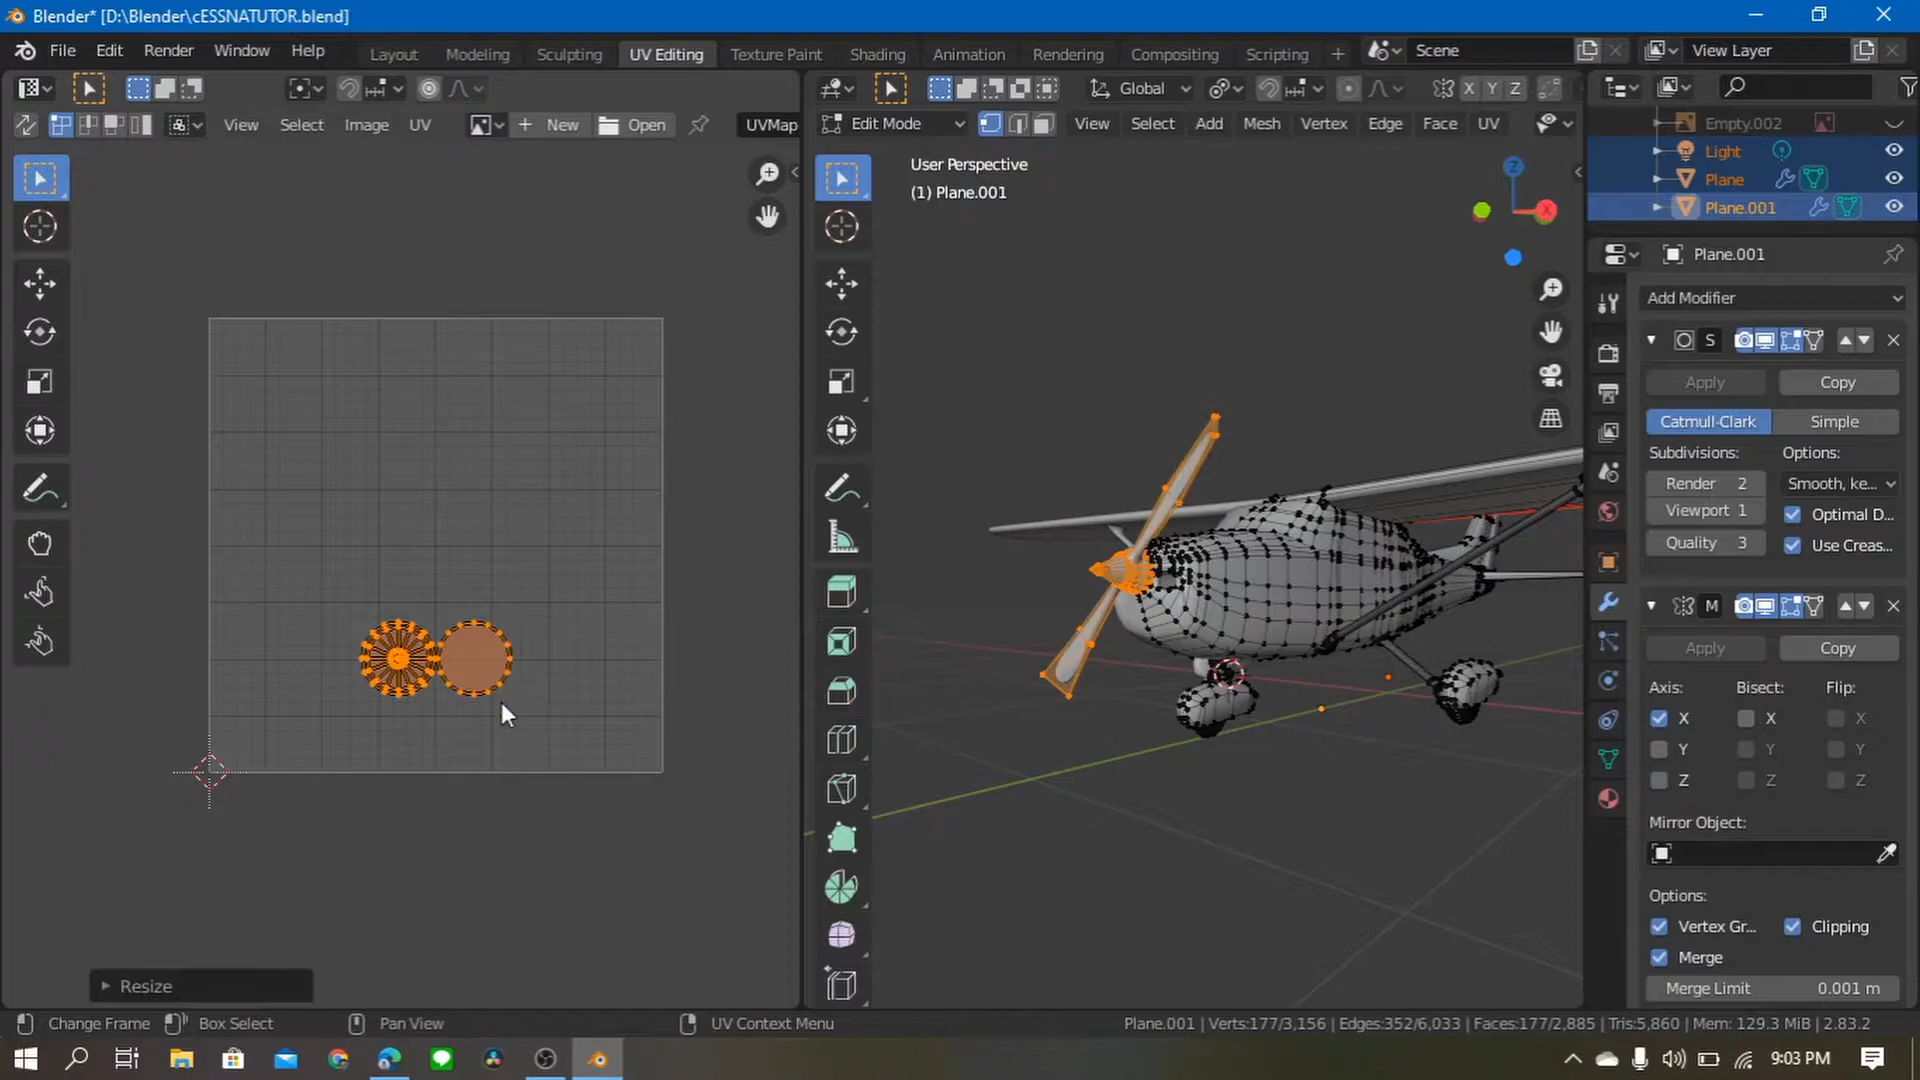 Blender* [D:\Blender\cESSNATUTOR.blend]
File Edit Render Window Help
Layout Modeling Sculpting UV Editing Texture Paint Shading Animation Rendering Compositing Scripting +
Scene
View Layer
Global
X Y Z
View Select Image UV
+ New
Open
UVMap
Edit Mode
View Select Add Mesh Vertex Edge Face UV
User Perspective
(1) Plane.001
Z
X
Empty.002
Light
Plane
Plane.001
Plane.001
Add Modifier
S
Apply Copy
Catmull-Clark Simple
Subdivisions: Options:
Render 2 Smooth, ke...
Viewport 1 Optimal D...
Quality 3 Use Creas...
M
Apply Copy
Axis: Bisect: Flip:
X X X
Y Y Y
Z Z Z
Mirror Object:
Options:
Vertex Gr... Clipping
Merge
Merge Limit 0.001 m
Resize
Change Frame Box Select Pan View UV Context Menu
Plane.001 | Verts:177/3,156 | Edges:352/6,033 | Faces:177/2,885 | Tris:5,860 | Mem: 129.3 MiB | 2.83.2
9:03 PM